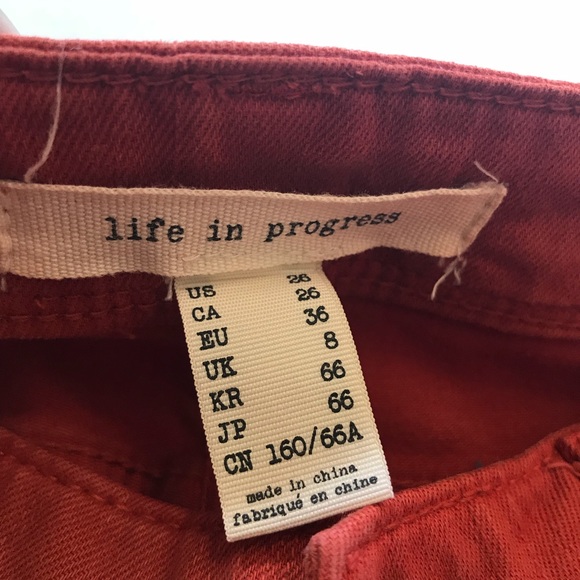 life in progress
US 26
CA 26
EU 36
UK 8
KR 66
JP 66
CN 160/66A
made in china
fabriqué en chine